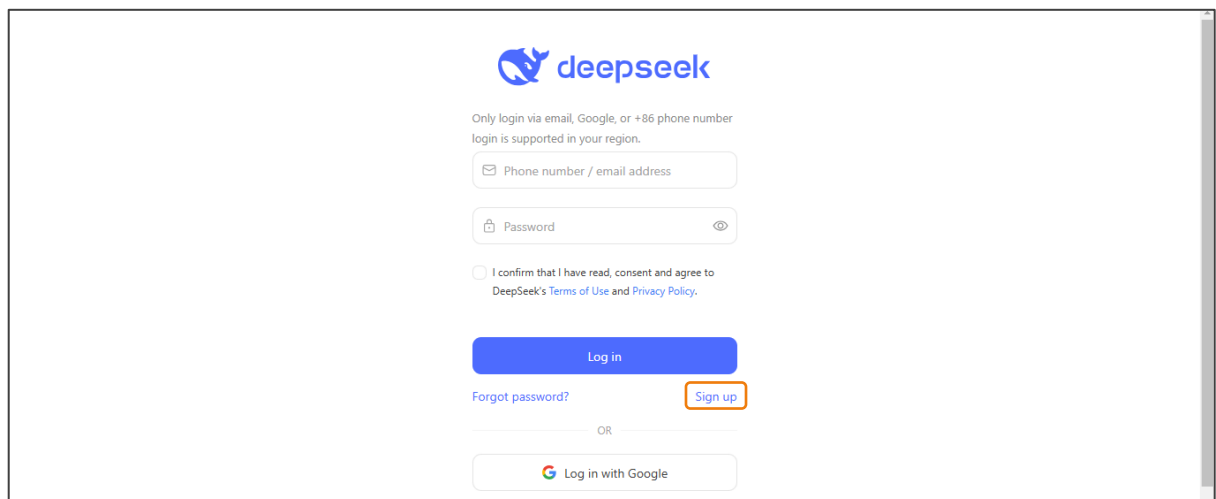 deepseek
Only login via email, Google, or +86 phone number
login is supported in your region.
Phone number / email address
Password
I confirm that I have read, consent and agree to
DeepSeek's Terms of Use and Privacy Policy.
Log in
Forgot password? Sign up
OR
Log in with Google